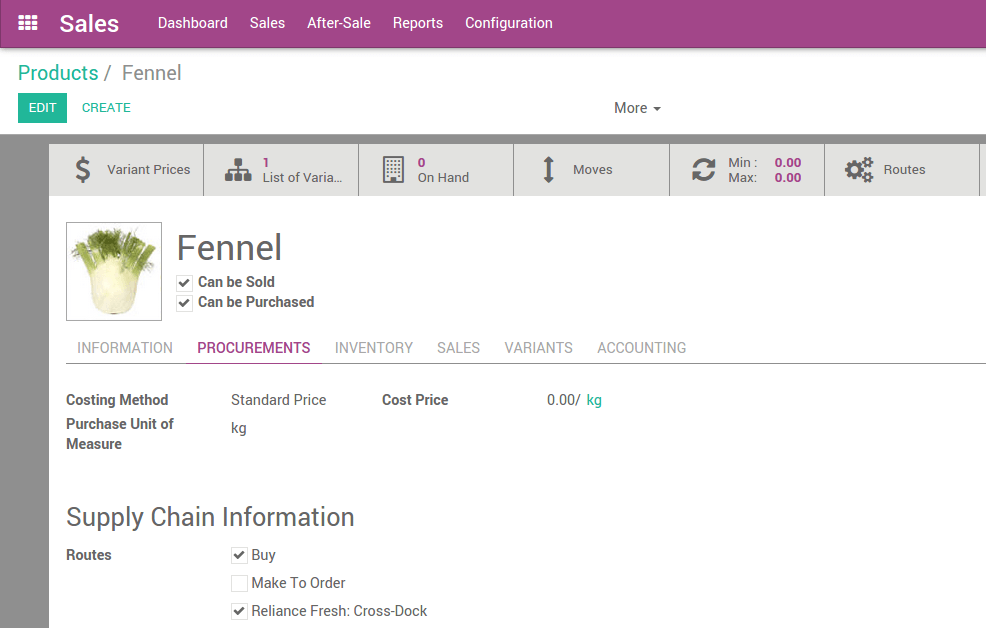 Sales Dashboard Sales After-Sale Reports Configuration
Products / Fennel
EDIT CREATE More
Variant Prices
1
List of Varia...
0
On Hand
Moves
Min : 0.00
Max: 0.00
Routes
Fennel
Can be Sold
Can be Purchased
INFORMATION PROCUREMENTS INVENTORY SALES VARIANTS ACCOUNTING
Costing Method Standard Price Cost Price 0.00/ kg
Purchase Unit of
Measure
kg
Supply Chain Information
Routes Buy
Make To Order
Reliance Fresh: Cross-Dock